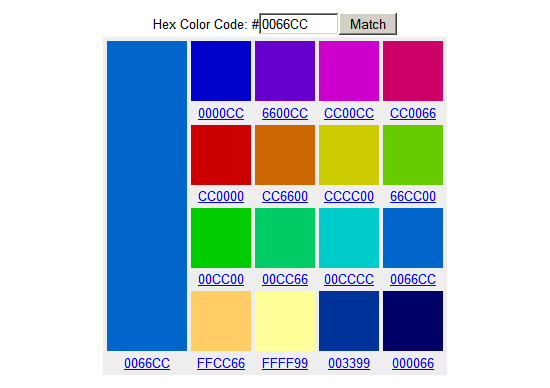 Hex Color Code: #0066CC Match
0000CC 6600CC CC00CC CC0066
CC0000 CC6600 CCCC00 66CC00
00CC00 00CC66 00CCCC 0066CC
0066CC FFCC66 FFFF99 003399 000066